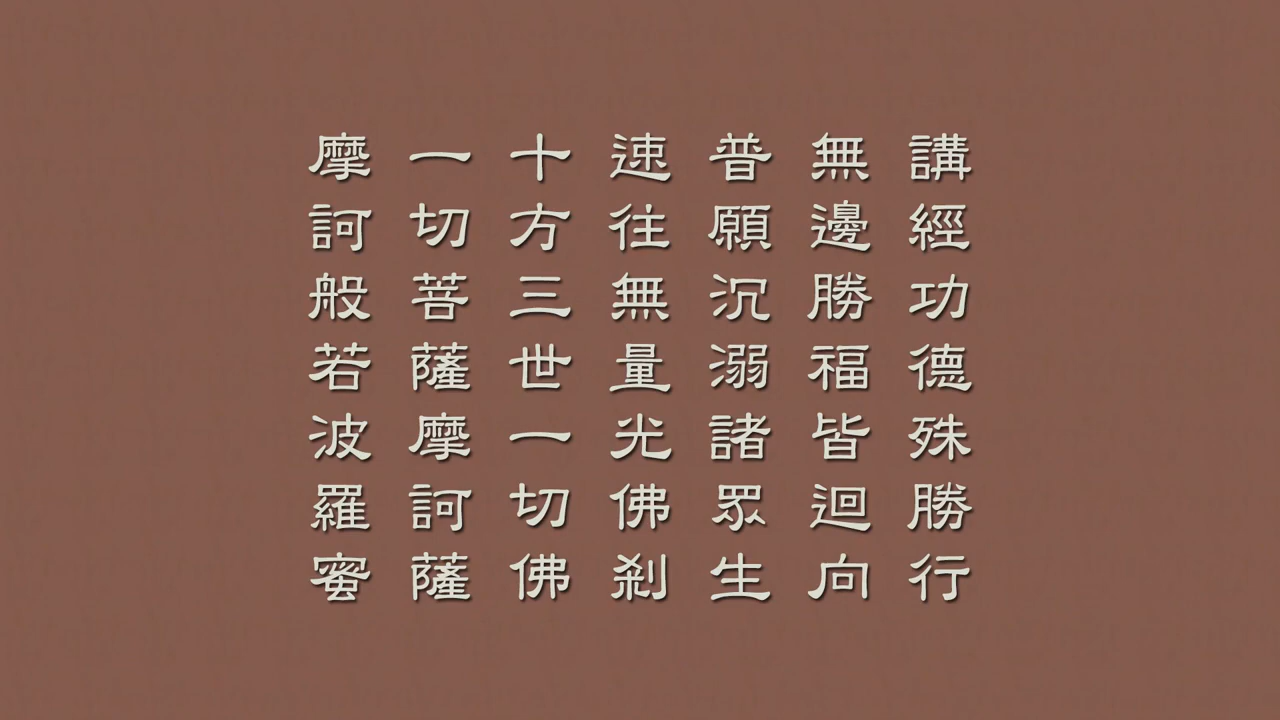 講經功德殊勝行
無邊勝福皆迴向
普願沉溺諸眾生
速往無量光佛剎
十方三世一切佛
一切菩薩摩訶薩
摩訶般若波羅蜜